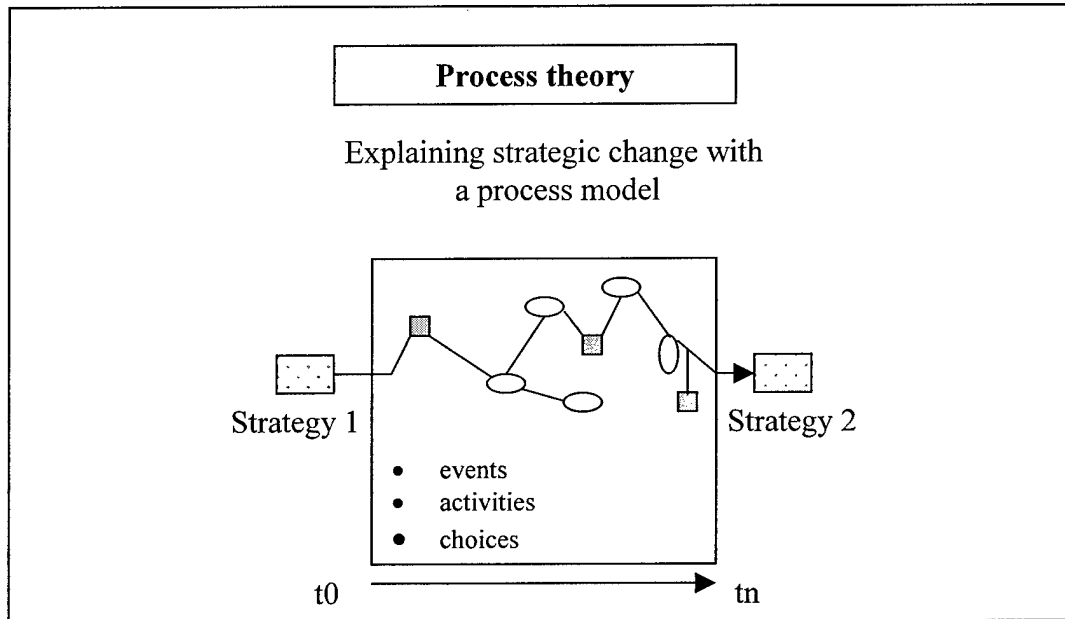 Process theory
Explaining strategic change with
a process model
Strategy 1
Strategy 2
• events
• activities
• choices
t0
tn